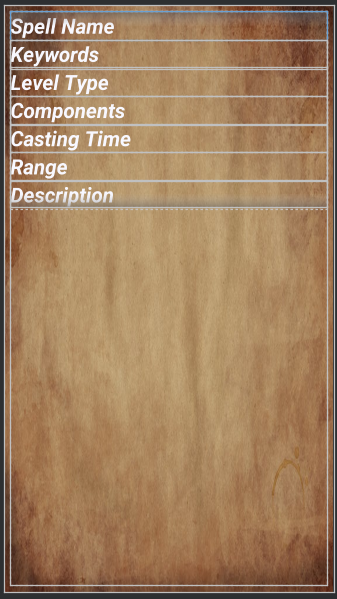 Spell Name
Keywords
Level Type
Components
Casting Time
Range
Description